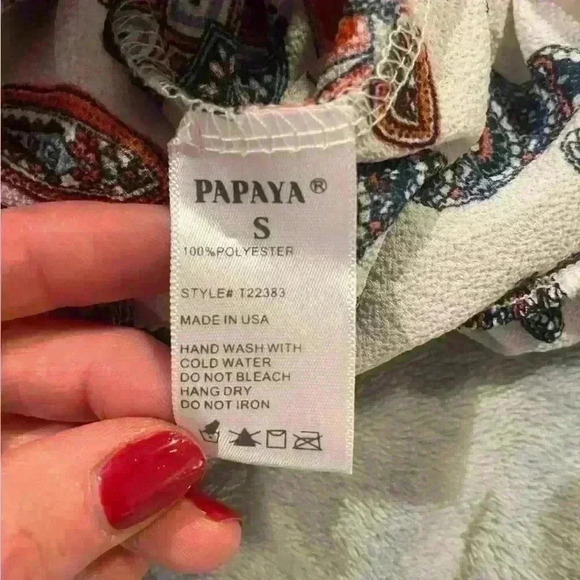 PAPAYA®
S
100%POLYESTER
STYLE# T22383
MADE IN USA
HAND WASH WITH
COLD WATER
DO NOT BLEACH
HANG DRY
DO NOT IRON